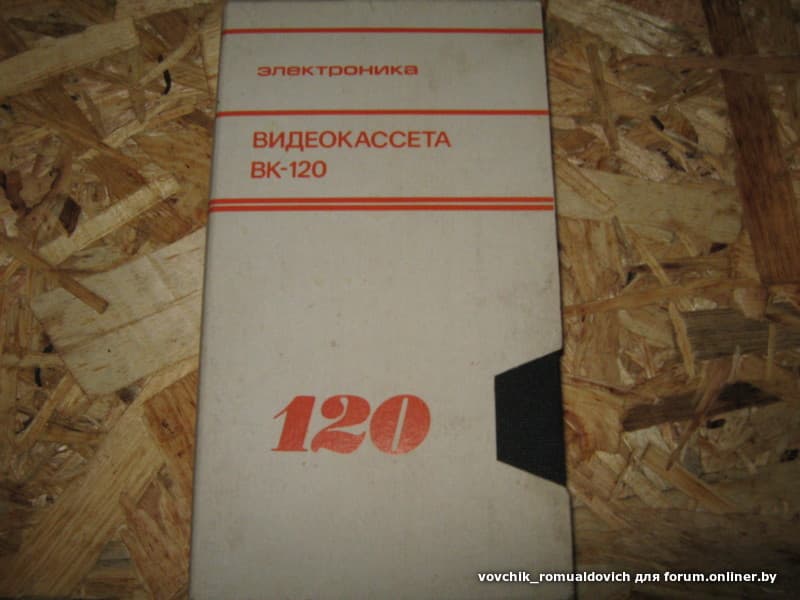 электроника
ВИДЕОКАССЕТА
ВК-120
120
vovchik_romualdovich для forum.onliner.by